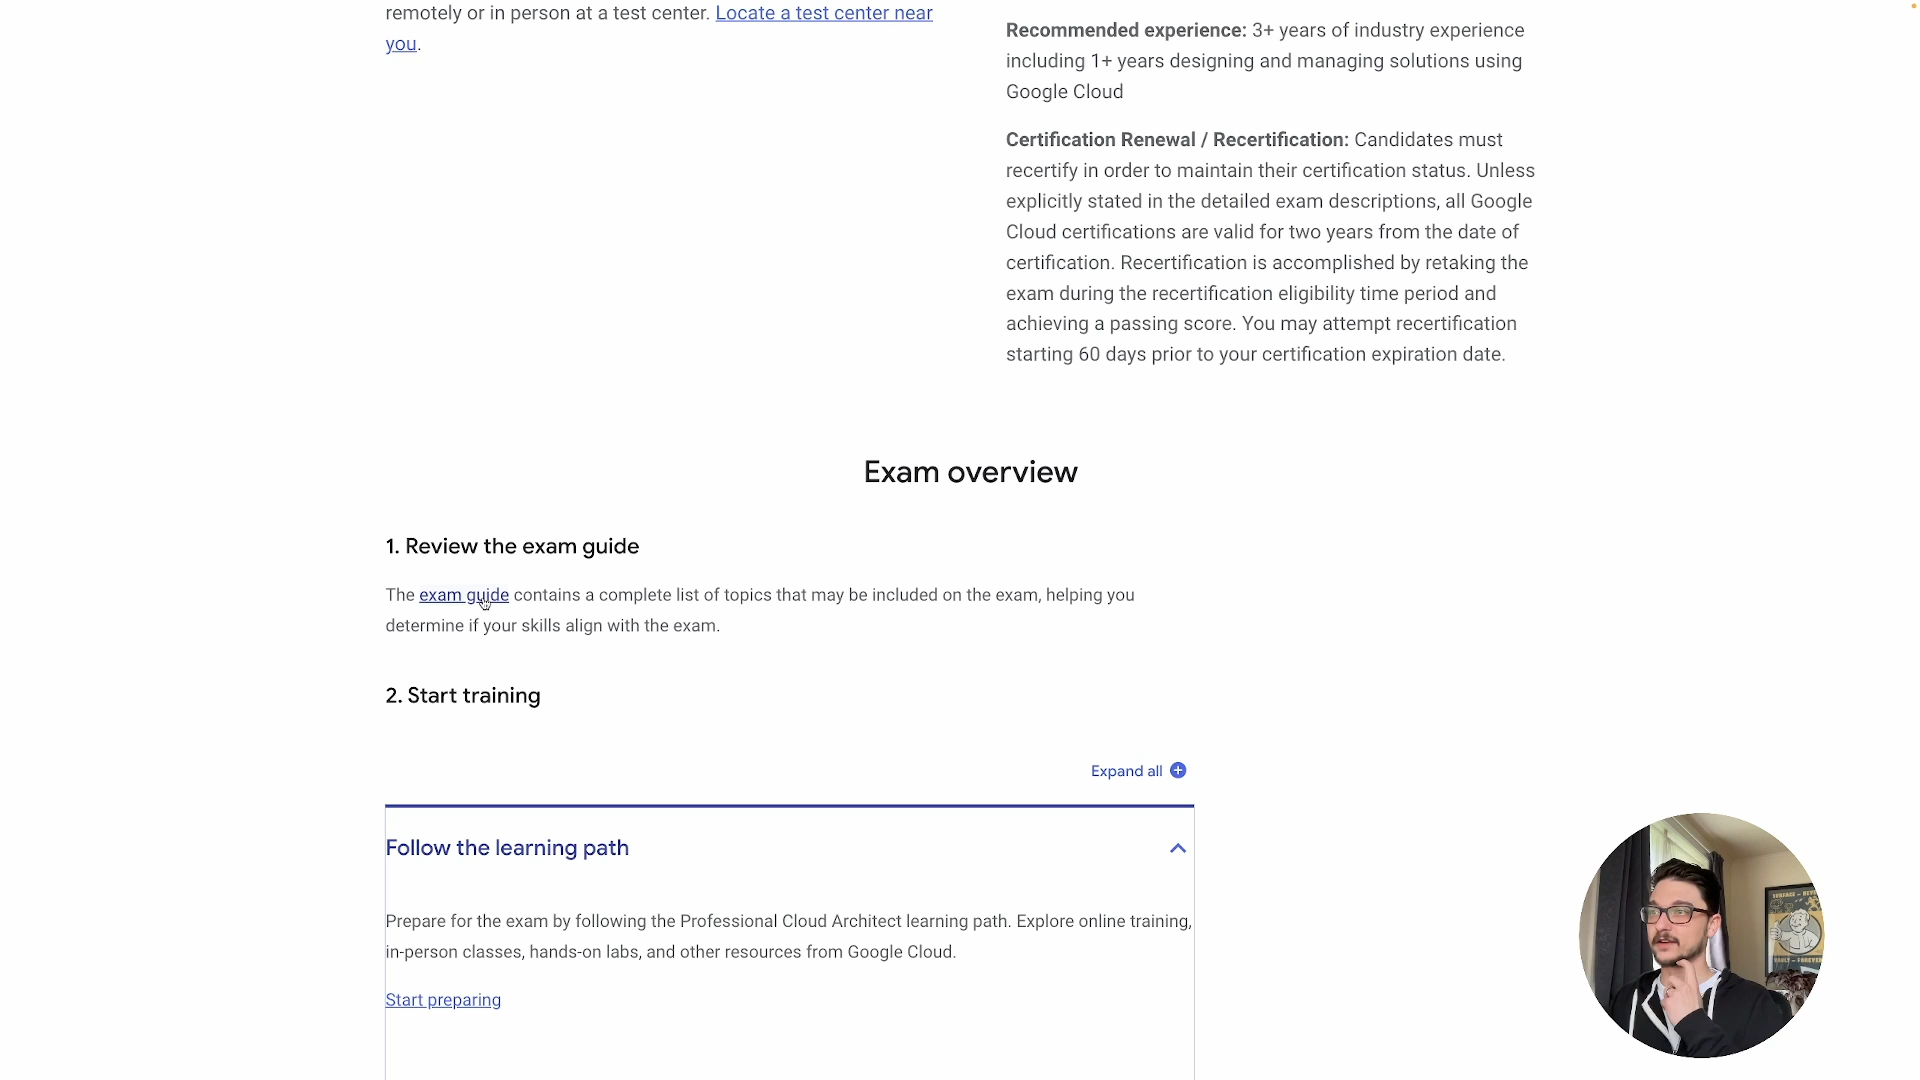 remotely or in person at a test center. Locate a test center near
you.
Recommended experience: 3+ years of industry experience
including 1+ years designing and managing solutions using
Google Cloud
Certification Renewal / Recertification: Candidates must
recertify in order to maintain their certification status. Unless
explicitly stated in the detailed exam descriptions, all Google
Cloud certifications are valid for two years from the date of
certification. Recertification is accomplished by retaking the
exam during the recertification eligibility time period and
achieving a passing score. You may attempt recertification
starting 60 days prior to your certification expiration date.
Exam overview
1. Review the exam guide
The exam guide contains a complete list of topics that may be included on the exam, helping you
determine if your skills align with the exam.
2. Start training
Expand all
Follow the learning path
Prepare for the exam by following the Professional Cloud Architect learning path. Explore online training,
in-person classes, hands-on labs, and other resources from Google Cloud.
Start preparing